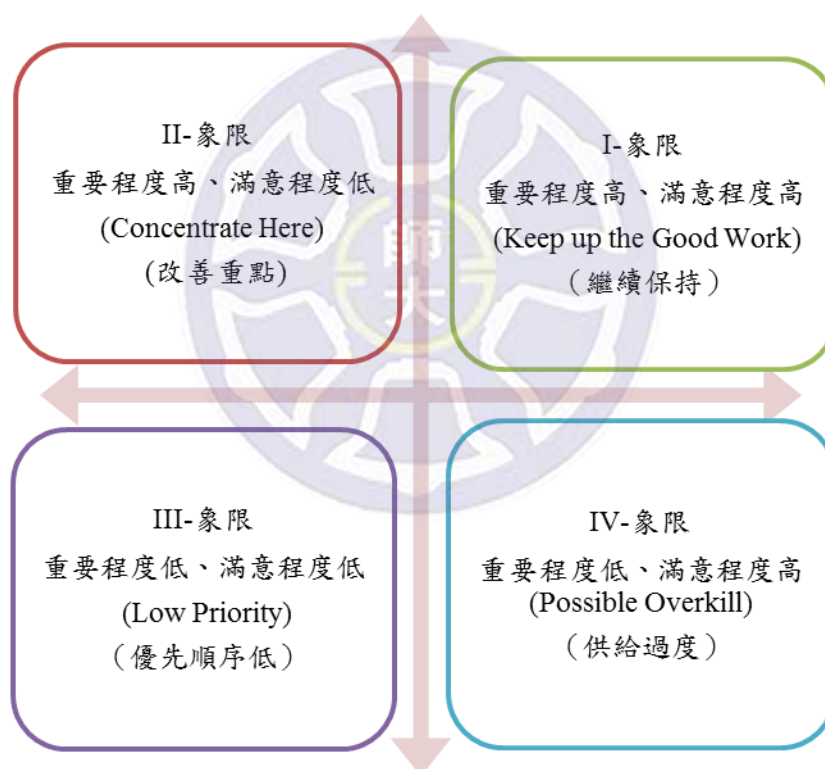 II-象限
重要程度高、滿意程度低
(Concentrate Here)
(改善重點)
I-象限
重要程度高、滿意程度高
(Keep up the Good Work)
（繼續保持）
師大
III-象限
重要程度低、滿意程度低
(Low Priority)
（優先順序低）
IV-象限
重要程度低、滿意程度高
(Possible Overkill)
（供給過度）